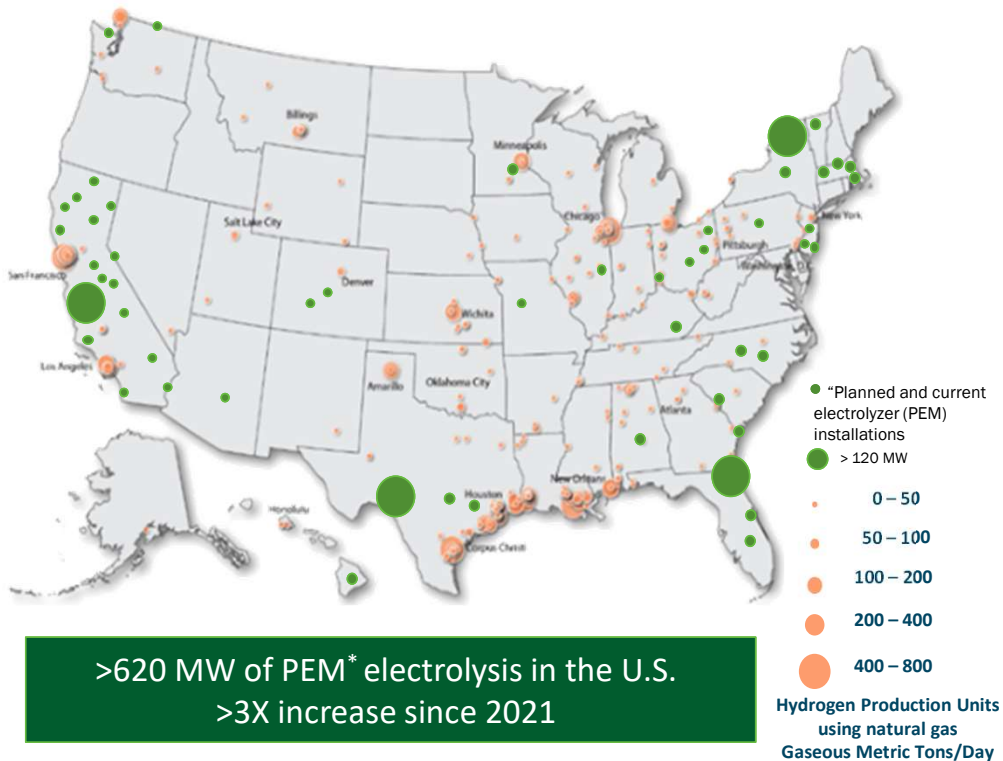 Billings
Minneapolis
Salt Lake City
Chicago
New York
Pittsburgh
Washington, D.C.
San Francisco
Denver
Wichita
Los Angeles
Amarillo
Oklahoma City
Atlanta
New Orleans
Houston
Honolulu
Corpus Christi
“Planned and current
electrolyzer (PEM)
installations
> 120 MW
0 – 50
50 – 100
100 – 200
200 – 400
400 – 800
Hydrogen Production Units
using natural gas
Gaseous Metric Tons/Day
>620 MW of PEM* electrolysis in the U.S.
>3X increase since 2021